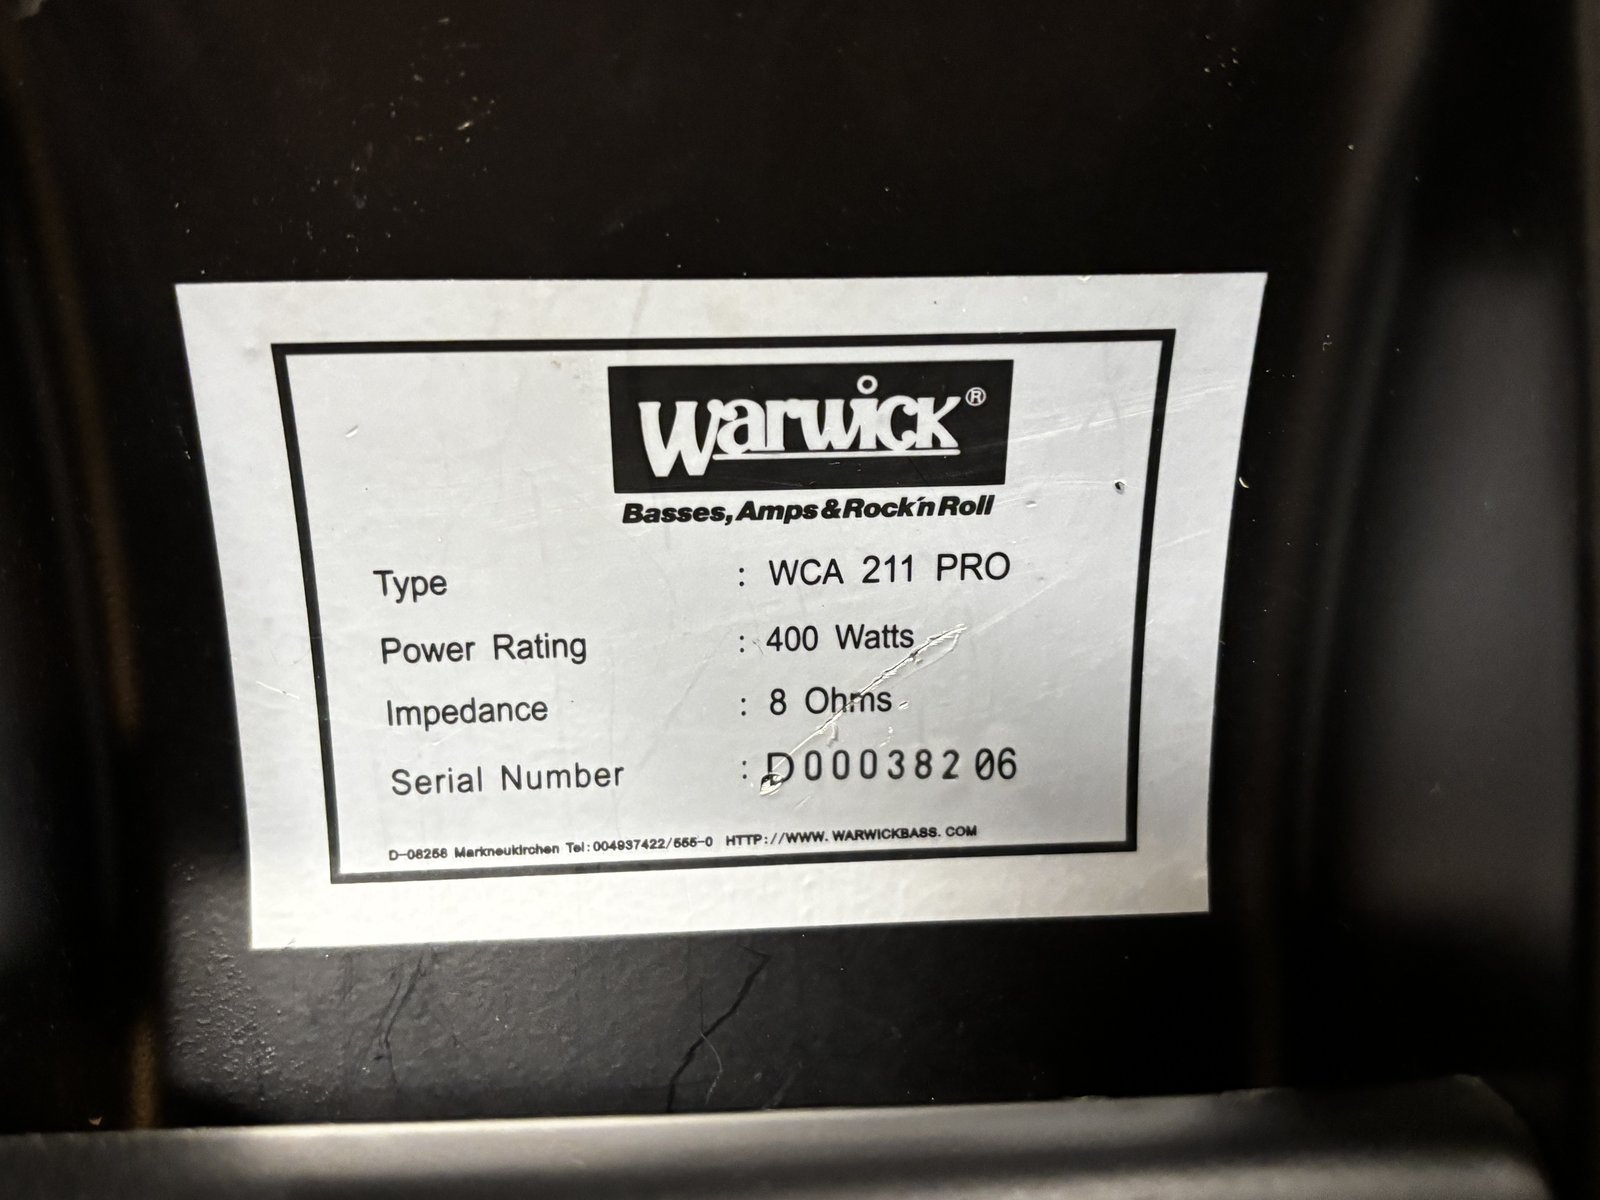 Warwick®
Basses, Amps & Rock'n Roll
Type : WCA 211 PRO
Power Rating : 400 Watts
Impedance : 8 Ohms
Serial Number : D00038206
D-08258 Markneukirchen Tel:004937422/555-0 HTTP://WWW.WARWICKBASS.COM